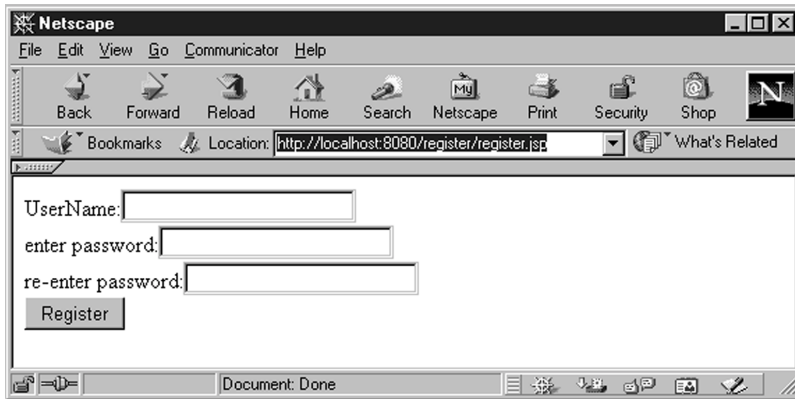 Netscape
File Edit View Go Communicator Help
Back Forward Reload Home Search Netscape Print Security Shop N
My
Bookmarks Location: http://localhost:8080/register/register.jsp What's Related
UserName:
enter password:
re-enter password:
Register
Document: Done